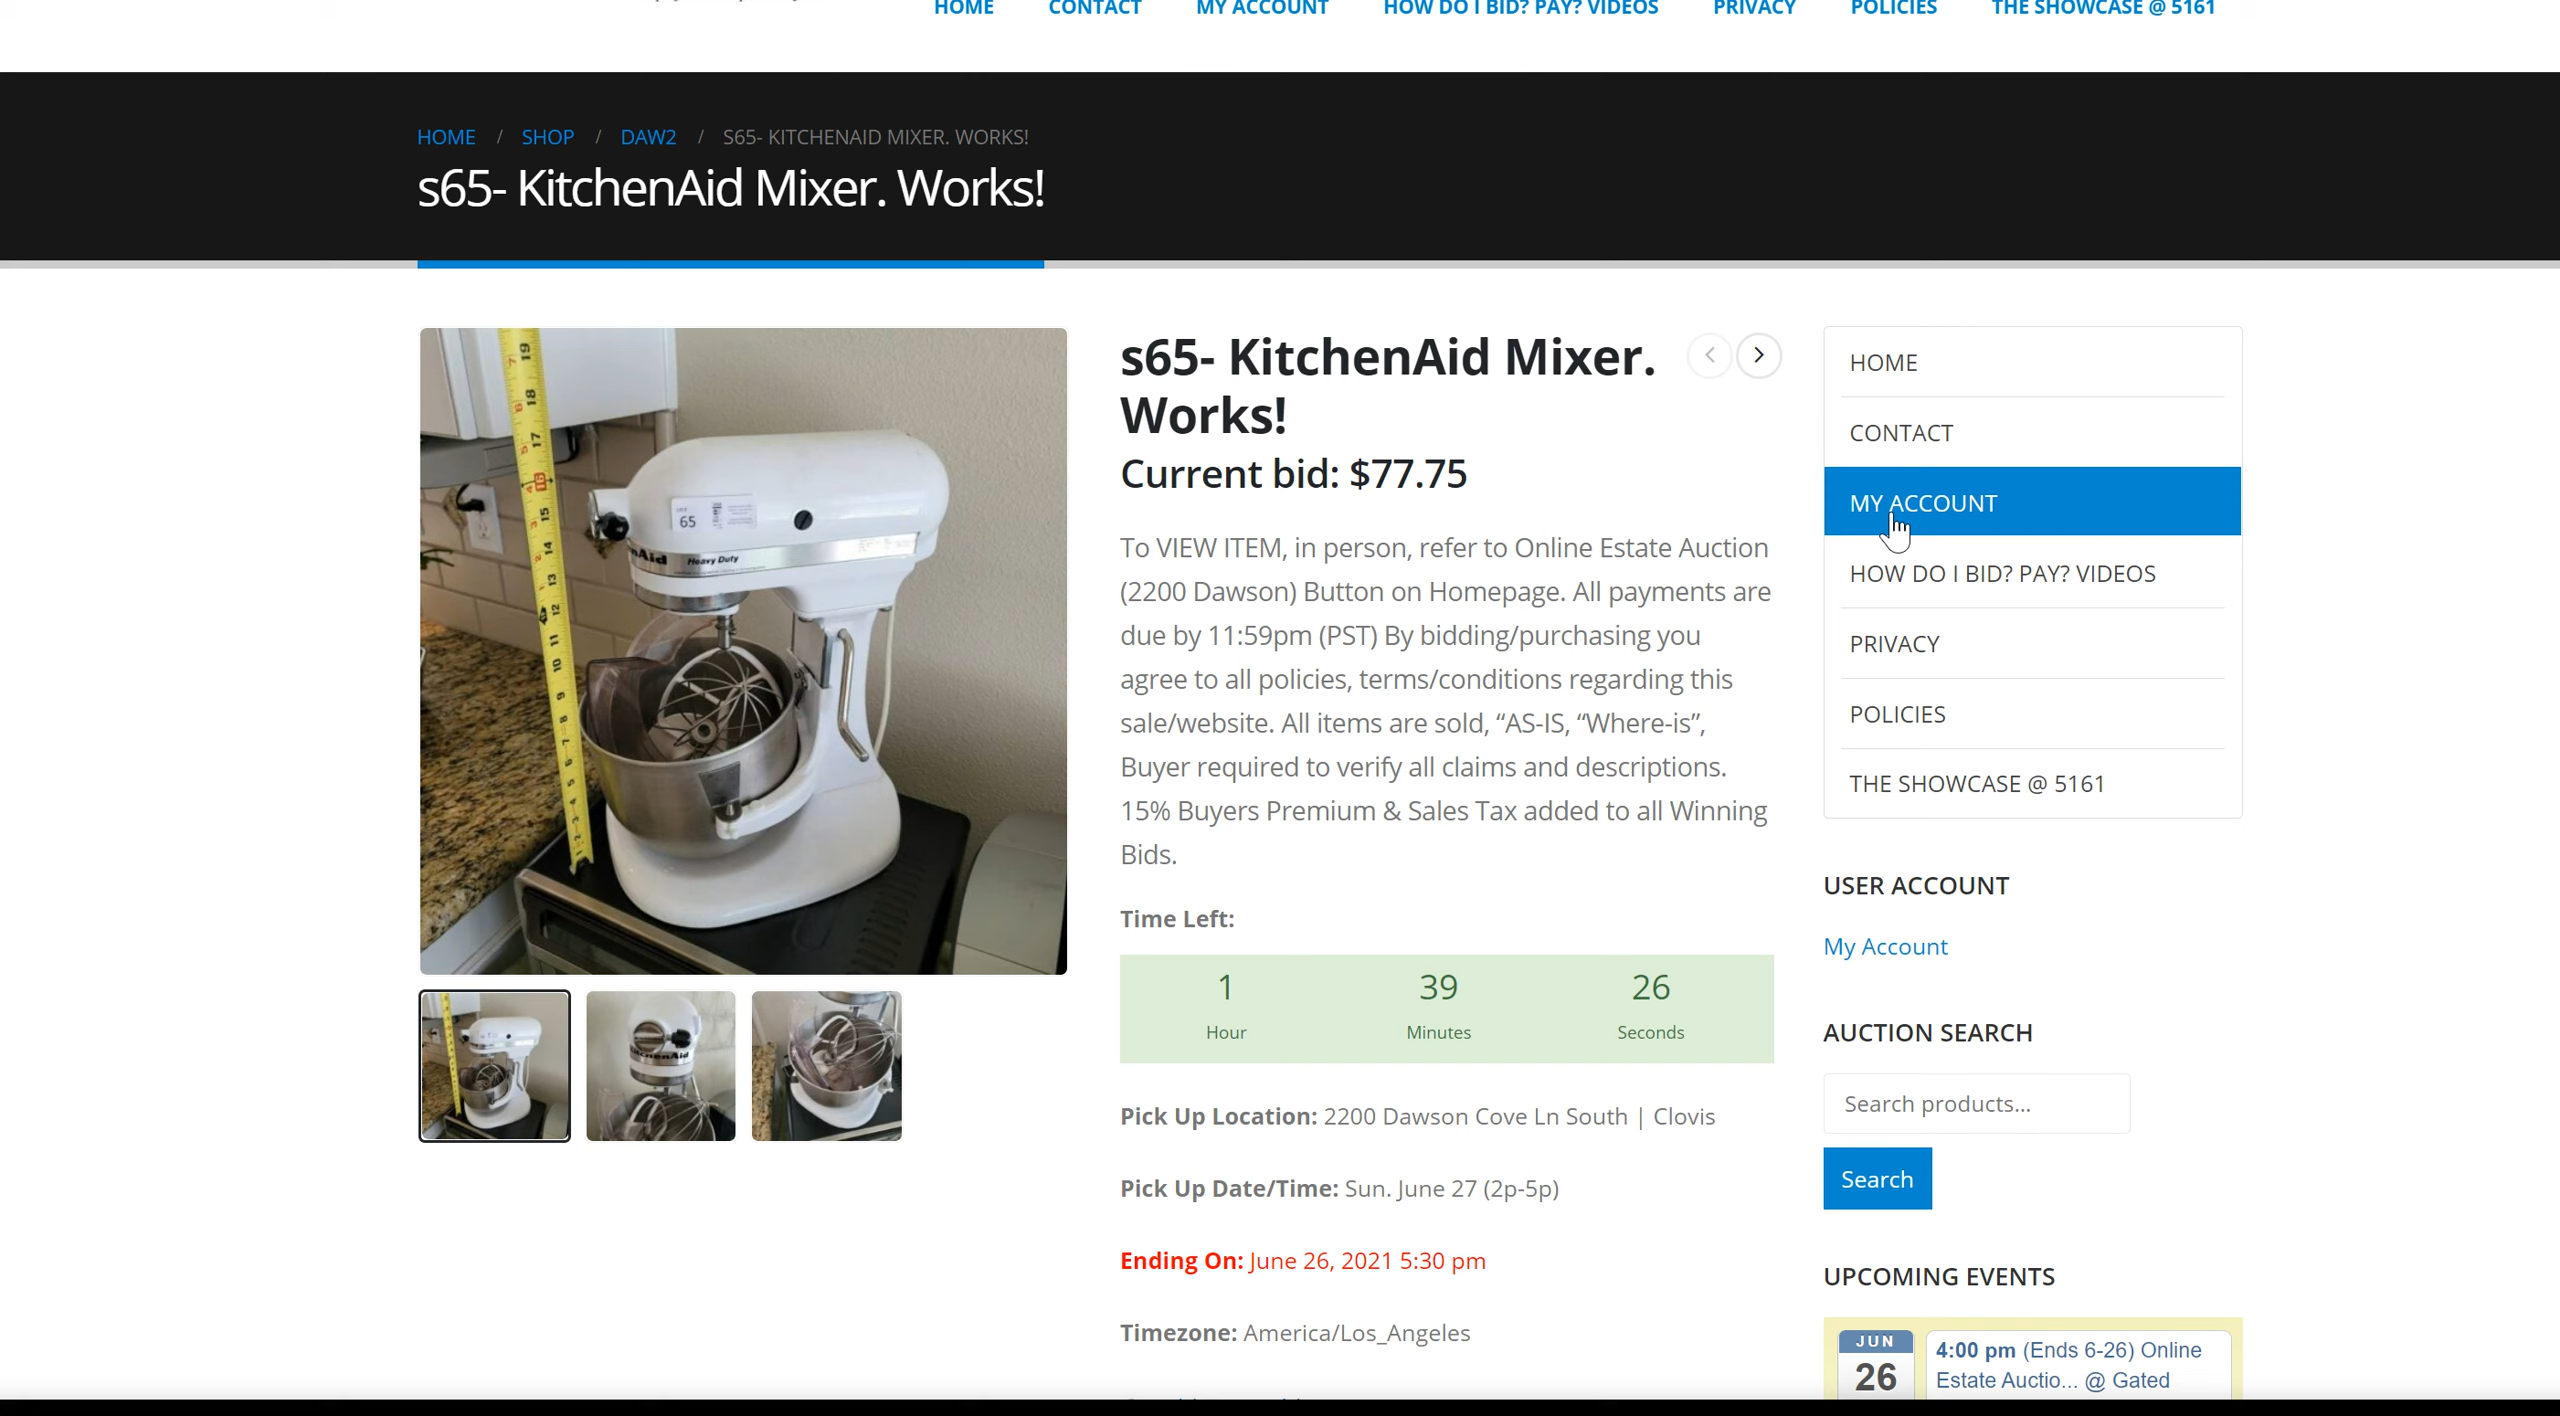 HOME CONTACT MY ACCOUNT HOW DO I BID? PAY? VIDEOS PRIVACY POLICIES THE SHOWCASE @ 5161
HOME / SHOP / DAW2 / S65- KITCHENAID MIXER. WORKS!
s65- KitchenAid Mixer. Works!
s65- KitchenAid Mixer.
Works!
Current bid: $77.75
To VIEW ITEM, in person, refer to Online Estate Auction
(2200 Dawson) Button on Homepage. All payments are
due by 11:59pm (PST) By bidding/purchasing you
agree to all policies, terms/conditions regarding this
sale/website. All items are sold, “AS-IS, “Where-is”,
Buyer required to verify all claims and descriptions.
15% Buyers Premium & Sales Tax added to all Winning
Bids.
Time Left:
1 39 26
Hour Minutes Seconds
Pick Up Location: 2200 Dawson Cove Ln South | Clovis
Pick Up Date/Time: Sun. June 27 (2p-5p)
Ending On: June 26, 2021 5:30 pm
Timezone: America/Los_Angeles
65
Heavy Duty
HOME
CONTACT
MY ACCOUNT
HOW DO I BID? PAY? VIDEOS
PRIVACY
POLICIES
THE SHOWCASE @ 5161
USER ACCOUNT
My Account
AUCTION SEARCH
Search products...
Search
UPCOMING EVENTS
JUN
26
4:00 pm (Ends 6-26) Online
Estate Auctio... @ Gated